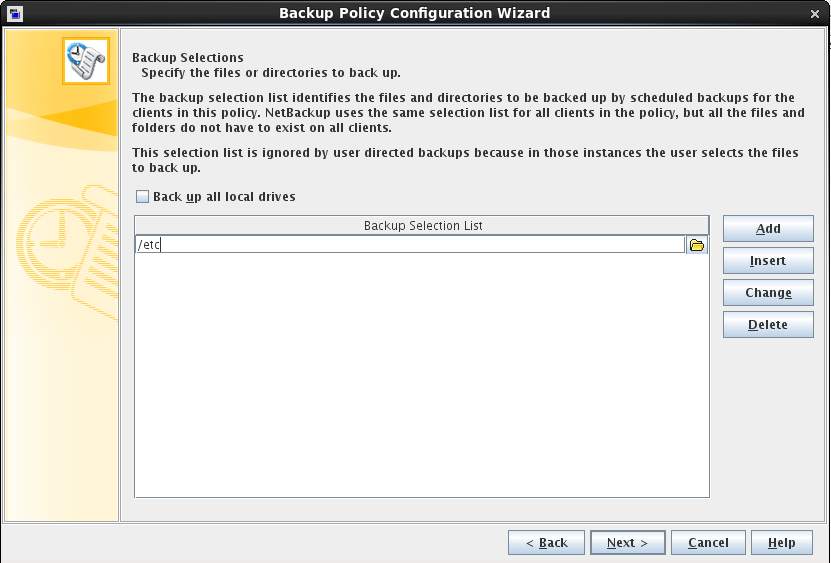 Backup Policy Configuration Wizard
Backup Selections
Specify the files or directories to back up.
The backup selection list identifies the files and directories to be backed up by scheduled backups for the
clients in this policy. NetBackup uses the same selection list for all clients in the policy, but all the files and
folders do not have to exist on all clients.
This selection list is ignored by user directed backups because in those instances the user selects the files
to back up.
Back up all local drives
Backup Selection List
/etc
Add
Insert
Change
Delete
< Back
Next >
Cancel
Help